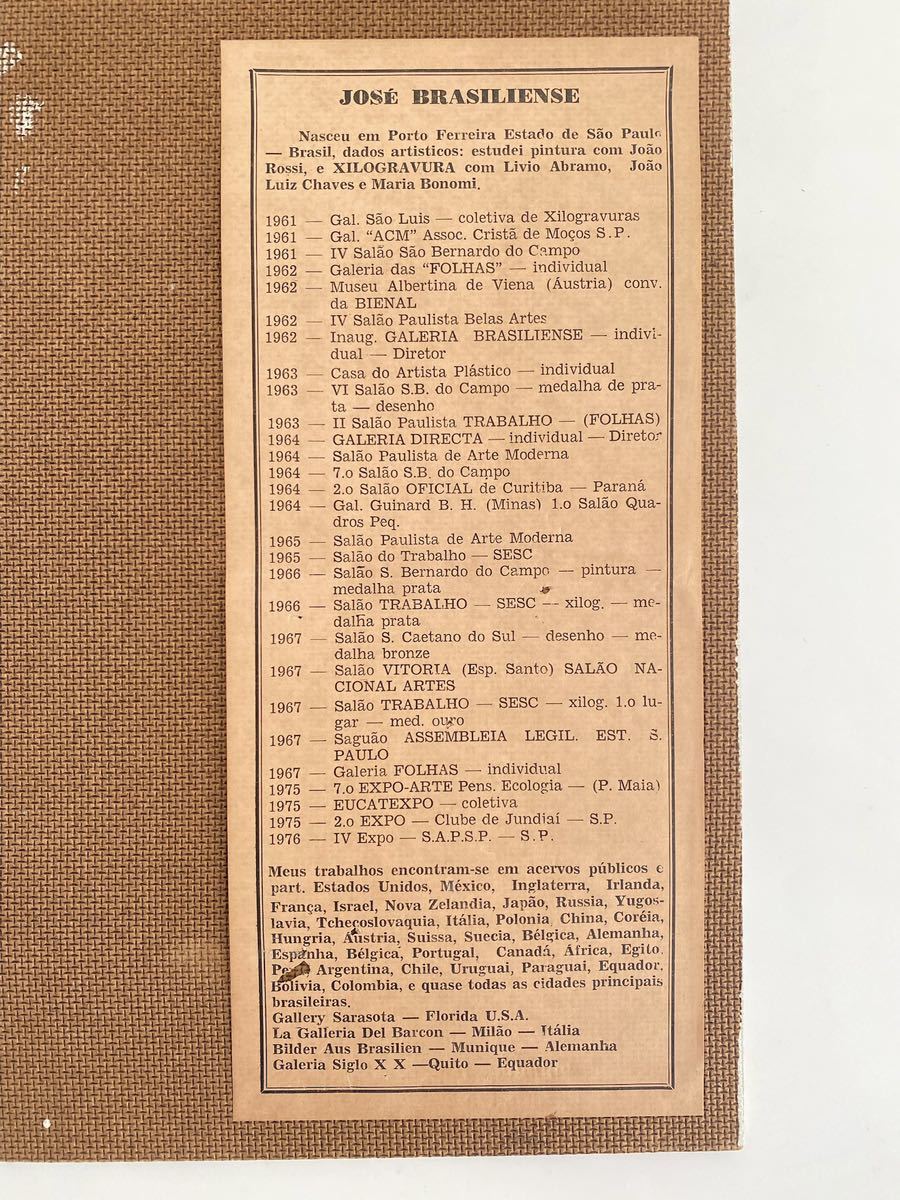 JOSÉ BRASILIENSE
Nasceu em Porto Ferreira Estado de São Paulo
— Brasil, dados artisticos: estudei pintura com João
Rossi, e XILOGRAVURA com Livio Abramo, João
Luiz Chaves e Maria Bonomi.
1961 — Gal. São Luis — coletiva de Xilogravuras
1961 — Gal. “ACM” Assoc. Cristã de Moços S.P.
1961 — IV Salão São Bernardo do Campo
1962 — Galeria das “FOLHAS” — individual
1962 — Museu Albertina de Viena (Áustria) conv.
da BIENAL
1962 — IV Salão Paulista Belas Artes
1962 — Inaug. GALERIA BRASILIENSE — indivi-
dual — Diretor
1963 — Casa do Artista Plástico — individual
1963 — VI Salão S.B. do Campo — medalha de pra-
ta — desenho
1963 — II Salão Paulista TRABALHO — (FOLHAS)
1964 — GALERIA DIRECTA — individual — Diretor
1964 — Salão Paulista de Arte Moderna
1964 — 7.o Salão S.B. do Campo
1964 — 2.o Salão OFICIAL de Curitiba — Paraná
1964 — Gal. Guinard B. H. (Minas) 1.o Salão Qua-
dros Peq.
1965 — Salão Paulista de Arte Moderna
1965 — Salão do Trabalho — SESC
1966 — Salão S. Bernardo do Campo — pintura —
medalha prata
1966 — Salão TRABALHO — SESC — xilog. — me-
dalha prata
1967 — Salão S. Caetano do Sul — desenho — me-
dalha bronze
1967 — Salão VITORIA (Esp. Santo) SALÃO NA-
CIONAL ARTES
1967 — Salão TRABALHO — SESC — xilog. 1.o lu-
gar — med. ouro
1967 — Saguão ASSEMBLEIA LEGIL. EST. S.
PAULO
1967 — Galeria FOLHAS — individual
1975 — 7.o EXPO-ARTE Pens. Ecologia — (P. Maia)
1975 — EUCATEXPO — coletiva
1975 — 2.o EXPO — Clube de Jundiaí — S.P.
1976 — IV Expo — S.A.P.S.P. — S.P.
Meus trabalhos encontram-se em acervos públicos e
part. Estados Unidos, México, Inglaterra, Irlanda,
França, Israel, Nova Zelandia, Japão, Russia, Yugos-
lavia, Tchecoslovaquia, Itália, Polonia, China, Coréia,
Hungria, Áustria, Suissa, Suecia, Bélgica, Alemanha,
Espanha, Bélgica, Portugal, Canadá, África, Egito.
Argentina, Chile, Uruguai, Paraguai, Equador.
Bolivia, Colombia, e quase todas as cidades principais
brasileiras.
Gallery Sarasota — Florida U.S.A.
La Galleria Del Barcon — Milão — Itália
Bilder Aus Brasilien — Munique — Alemanha
Galeria Siglo X X —Quito — Equador